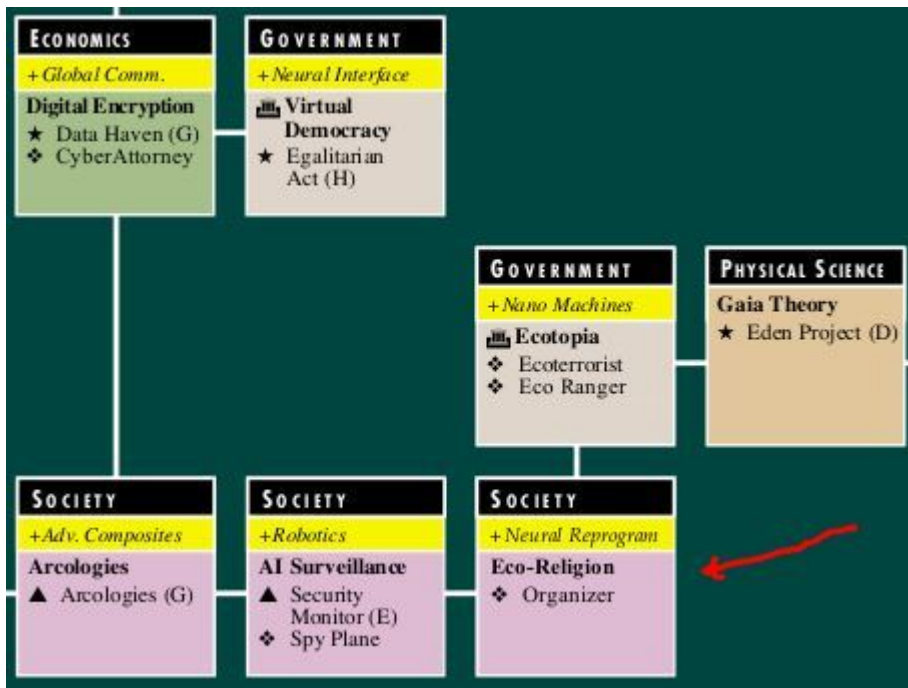 ECONOMICS
+Global Comm.
Digital Encryption
★ Data Haven (G)
❖ CyberAttorney
GOVERNMENT
+Neural Interface
Virtual
Democracy
★ Egalitarian
Act (H)
GOVERNMENT
+Nano Machines
Ecotopia
❖ Ecoterrorist
❖ Eco Ranger
PHYSICAL SCIENCE
Gaia Theory
★ Eden Project (D)
SOCIETY
+Adv. Composites
Arcologies
▲ Arcologies (G)
SOCIETY
+Robotics
AI Surveillance
▲ Security
Monitor (E)
❖ Spy Plane
SOCIETY
+Neural Reprogram
Eco-Religion
❖ Organizer